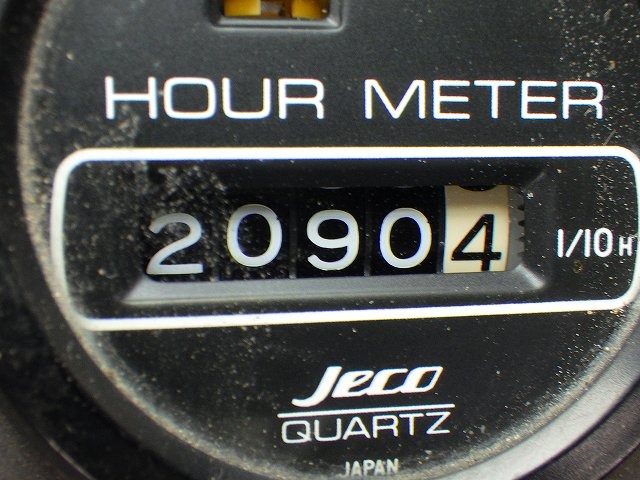 HOUR METER
20904 1/10H
Jeco
QUARTZ
JAPAN